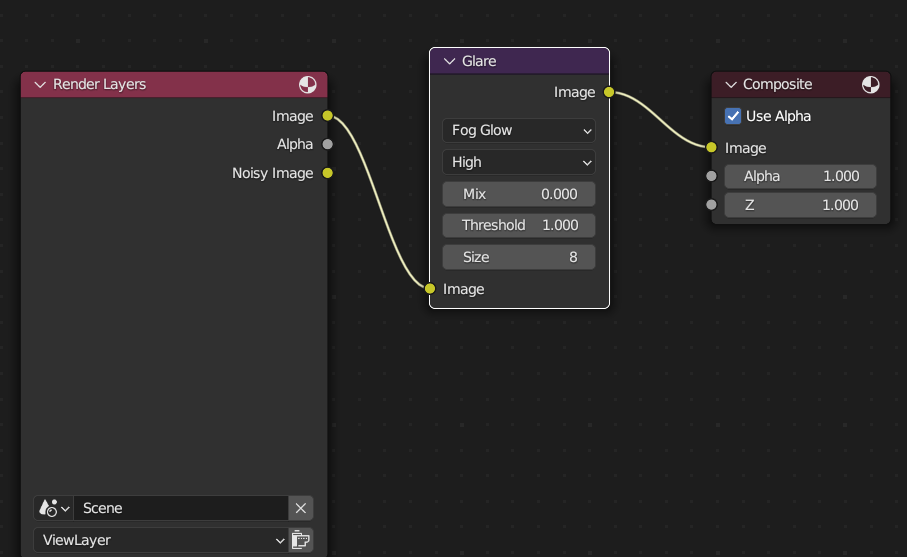 Render Layers
Image
Alpha
Noisy Image
Scene
ViewLayer
Glare
Image
Fog Glow
High
Mix 0.000
Threshold 1.000
Size 8
Image
Composite
Use Alpha
Image
Alpha 1.000
Z 1.000